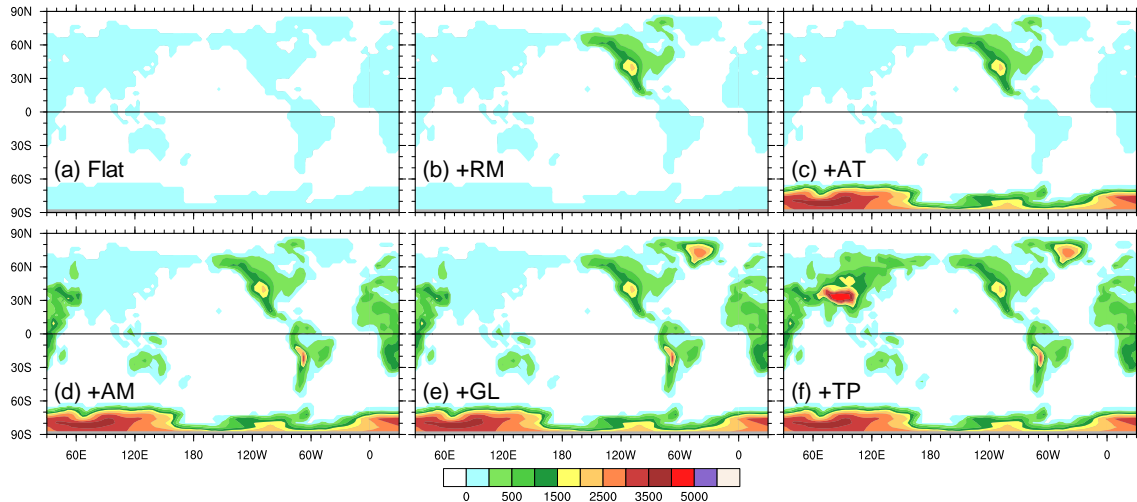 90N
60N
30N
0
30S
60S
90S
(a) Flat
(b) +RM
(c) +AT
90N
60N
30N
0
30S
60S
90S
(d) +AM
(e) +GL
(f) +TP
60E 120E 180 120W 60W 0
60E 120E 180 120W 60W 0
60E 120E 180 120W 60W 0
0 500 1500 2500 3500 5000